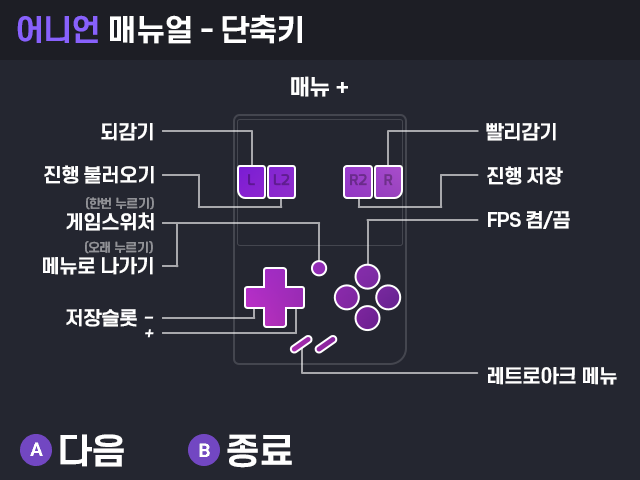 어니언 매뉴얼 - 단축키
매뉴 +
되감기
빨리감기
진행 불러오기
L
L2
R2
R
진행 저장
(한번 누르기)
게임스위처
FPS 켬/끔
(오래 누르기)
메뉴로 나가기
저장슬롯 -
+
레트로아크 메뉴
A 다음
B 종료